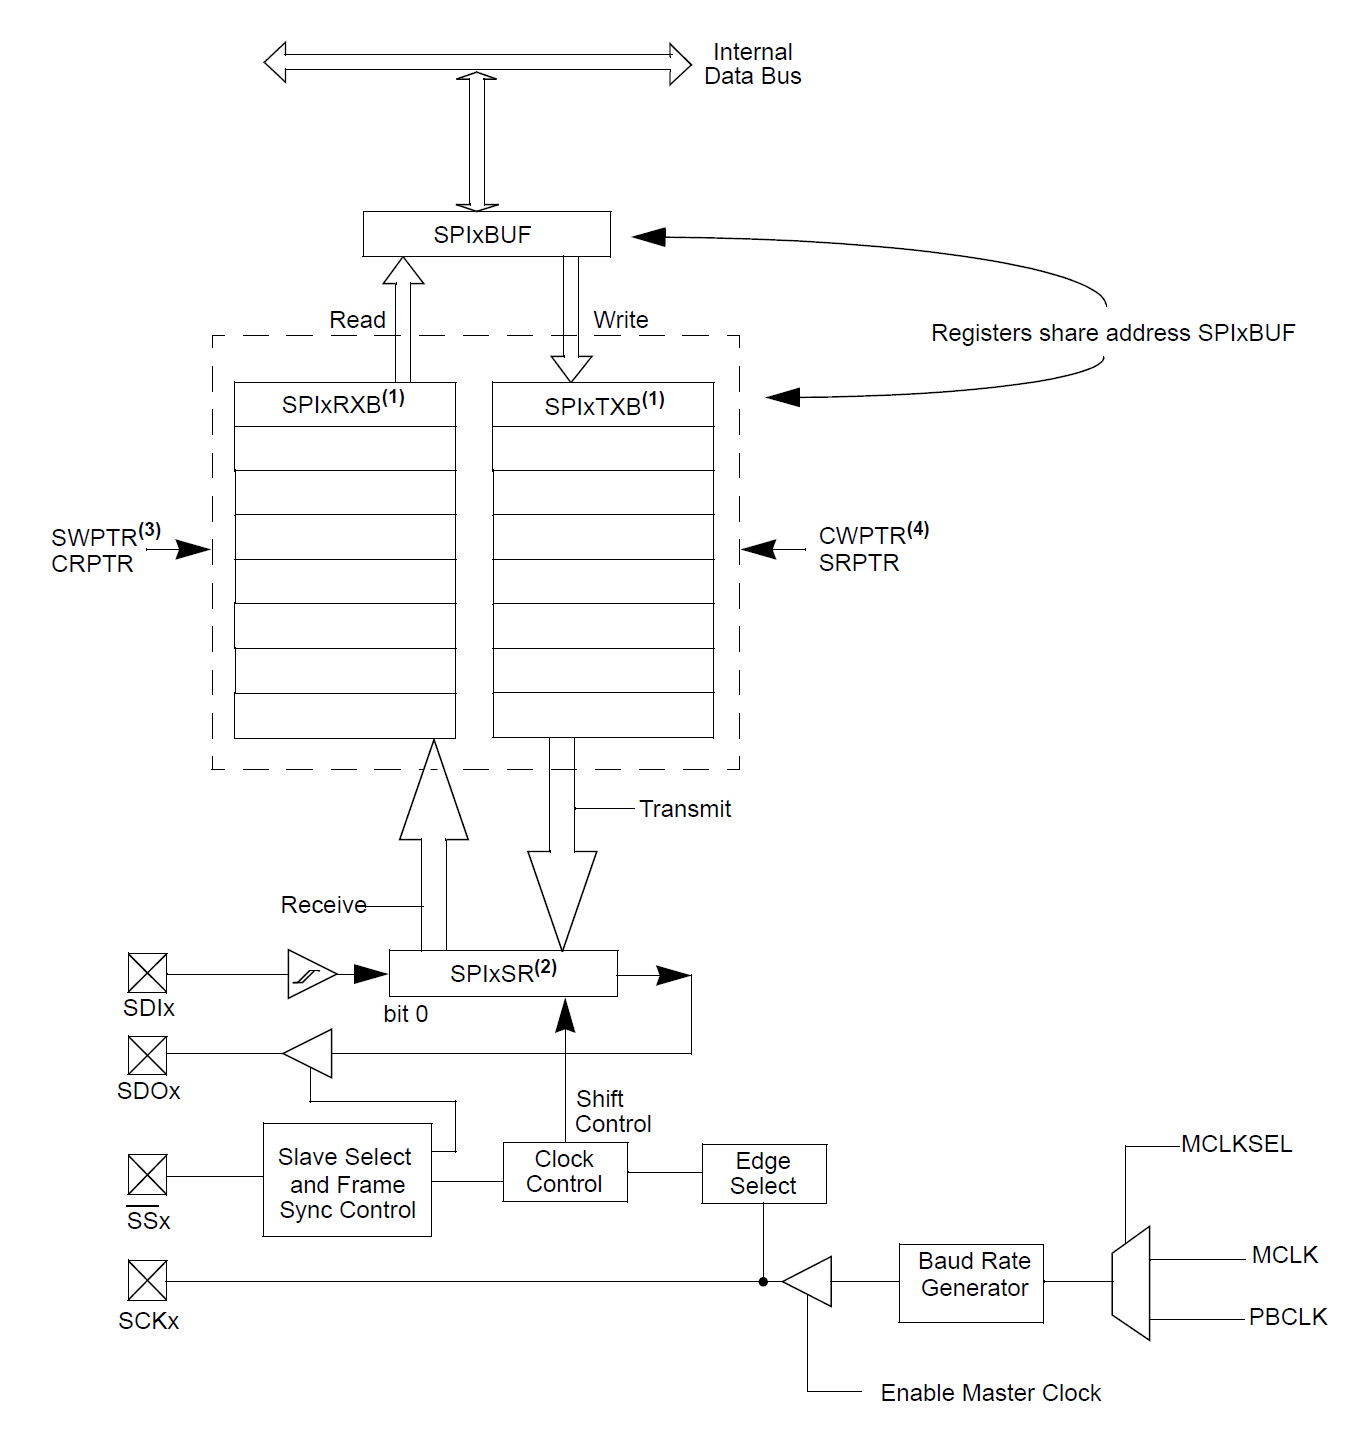 Internal
Data Bus
SPIxBUF
Read
Write
Registers share address SPIxBUF
SPIxRXB(1)
SPIxTXB(1)
SWPTR(3)
CRPTR
CWPTR(4)
SRPTR
Transmit
Receive
SPIxSR(2)
SDIx
bit 0
SDOx
Shift
Control
Slave Select
and Frame
Sync Control
Clock
Control
Edge
Select
MCLKSEL
SSx
Baud Rate
Generator
MCLK
SCKx
PBCLK
Enable Master Clock